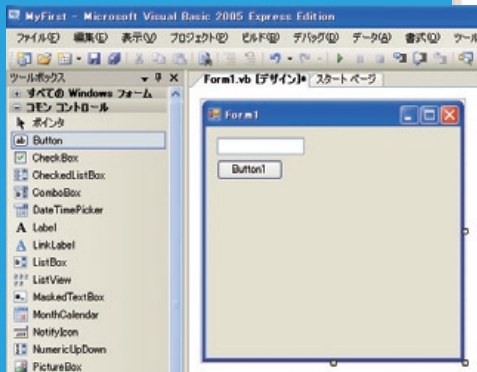 MyFirst - Microsoft Visual Basic 2005 Express Edition
ファイル(F) 編集(E) 表示(V) プロジェクト(P) ビルド(B) デバッグ(D) データ(A) 書式(O) ツール
ツールボックス
Form1.vb [デザイン]* スタート ページ
すべての Windows フォーム
コモン コントロール
ポインタ
Button
CheckBox
CheckedListBox
ComboBox
DateTimePicker
Label
LinkLabel
ListBox
ListView
MaskedTextBox
MonthCalendar
NotifyIcon
NumericUpDown
PictureBox
Form1
Button1